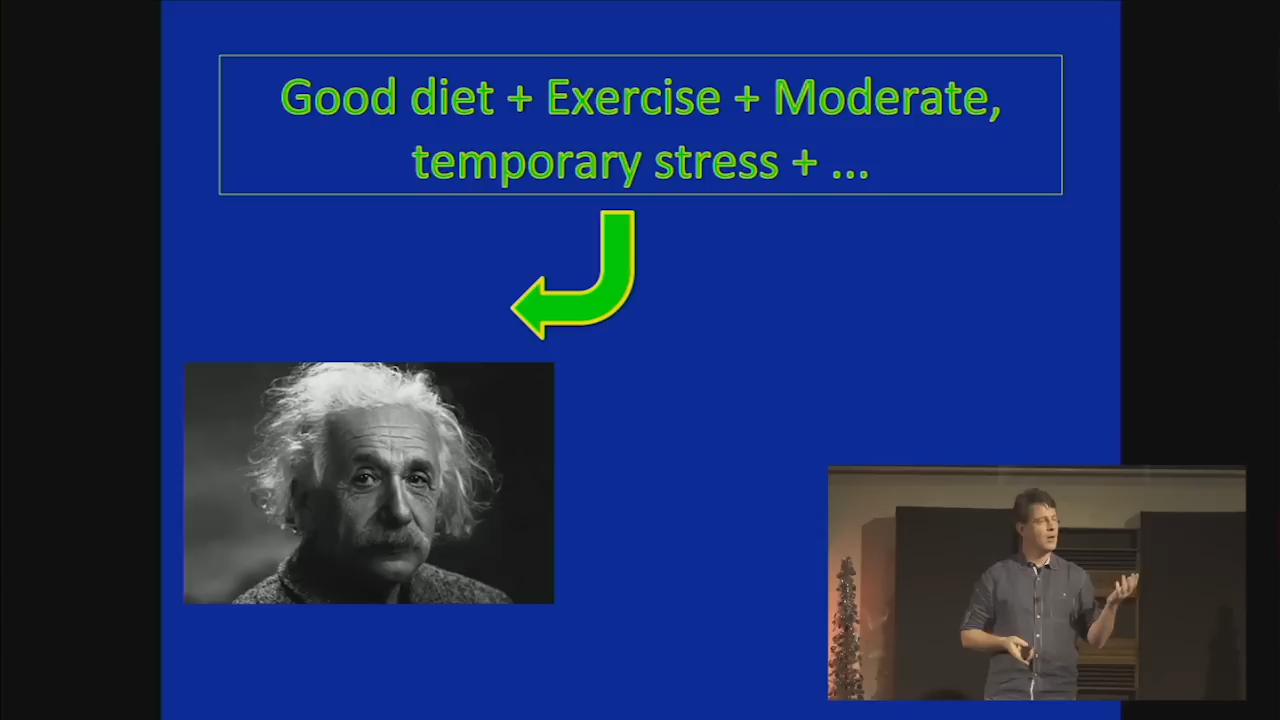 Good diet + Exercise + Moderate,
temporary stress + ...